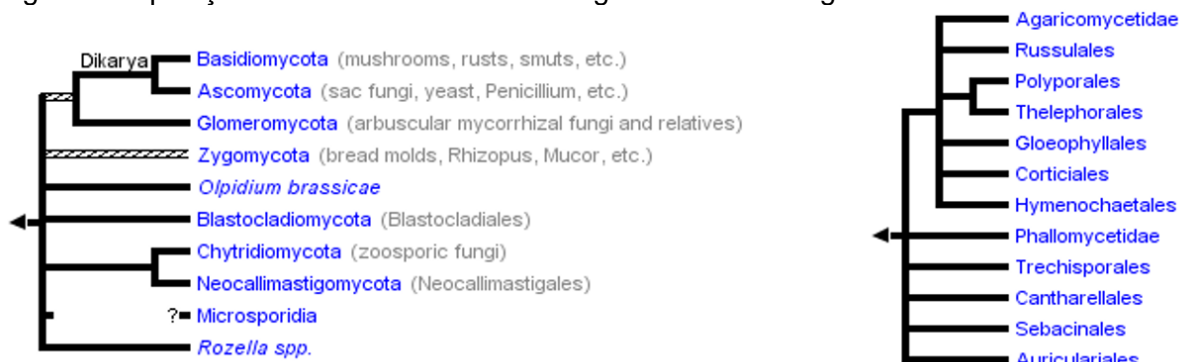 Dikarya
Basidiomycota (mushrooms, rusts, smuts, etc.)
Ascomycota (sac fungi, yeast, Penicillium, etc.)
Glomeromycota (arbuscular mycorrhizal fungi and relatives)
Zygomycota (bread molds, Rhizopus, Mucor, etc.)
Olpidium brassicae
Blastocladiomycota (Blastocladiales)
Chytridiomycota (zoosporic fungi)
Neocallimastigomycota (Neocallimastigales)
? Microsporidia
Rozella spp.
Agaricomycetidae
Russulales
Polyporales
Thelephorales
Gloeophyllales
Corticiales
Hymenochaetales
Phallomycetidae
Trechisporales
Cantharellales
Sebacinales
Auriculariales